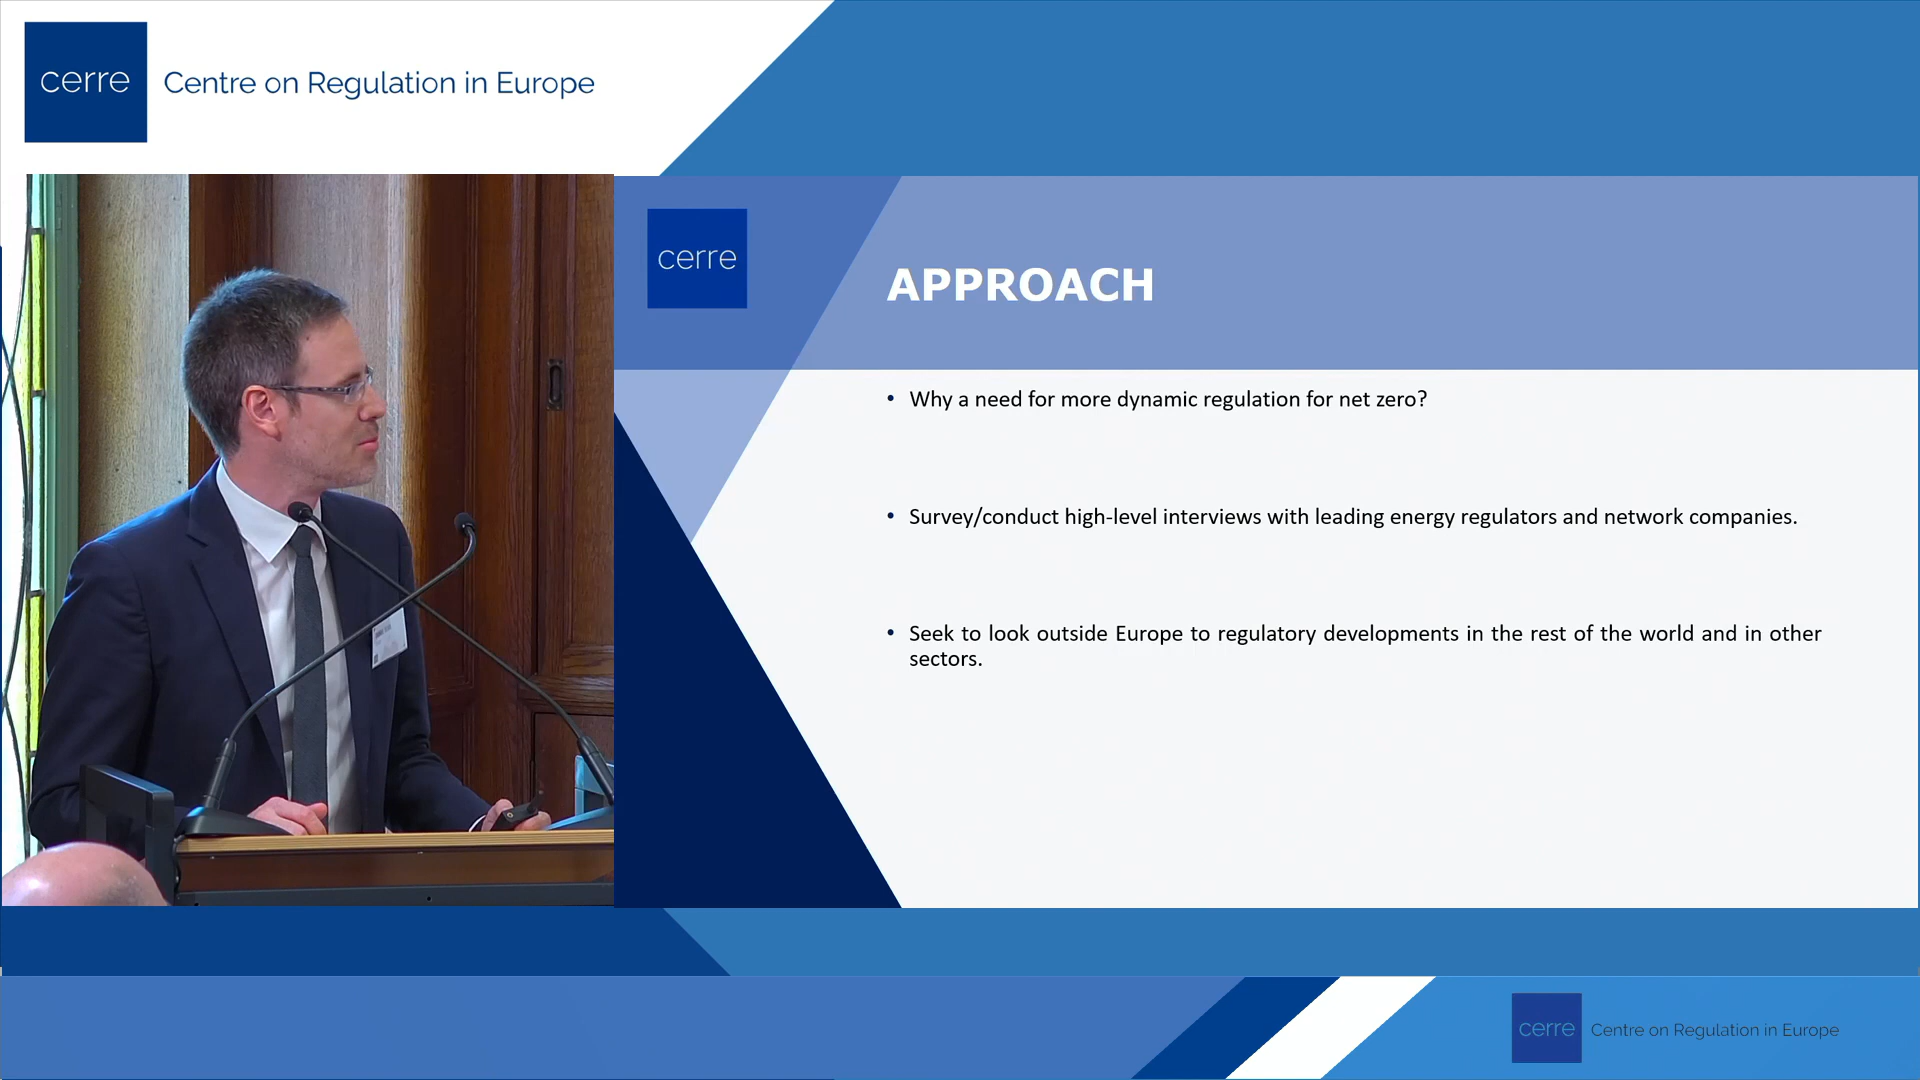 cerre
Centre on Regulation in Europe
cerre
APPROACH
• Why a need for more dynamic regulation for net zero?
• Survey/conduct high-level interviews with leading energy regulators and network companies.
• Seek to look outside Europe to regulatory developments in the rest of the world and in other
sectors.
cerre Centre on Regulation in Europe